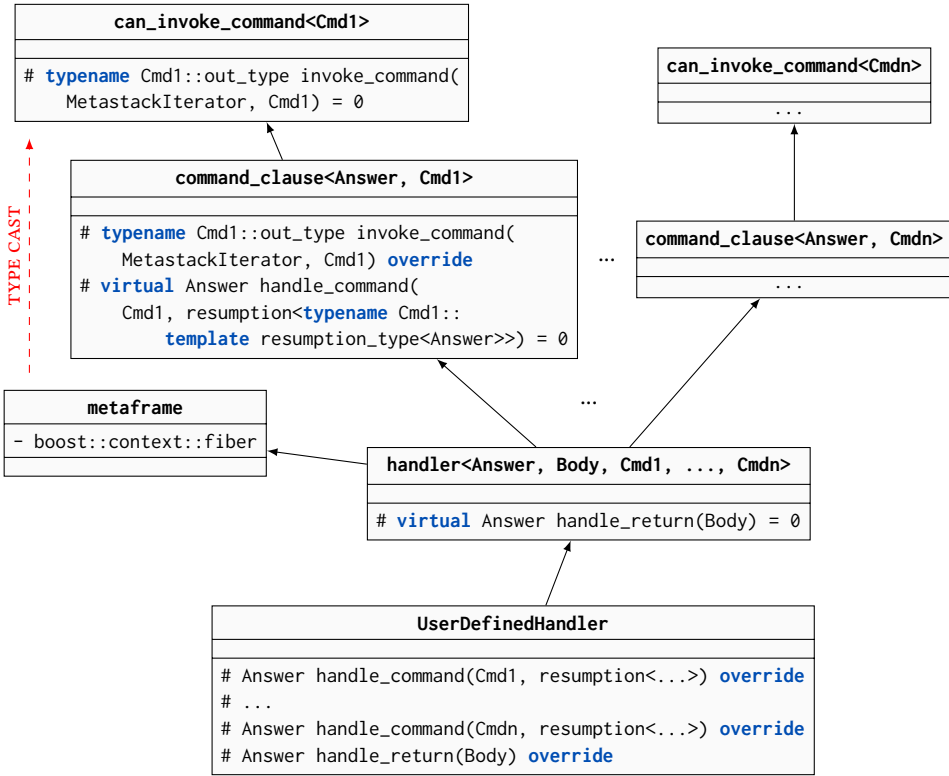 can_invoke_command<Cmd1>
# typename Cmd1::out_type invoke_command(
MetastackIterator, Cmd1) = 0
can_invoke_command<Cmdn>
...
TYPE CAST
command_clause<Answer, Cmd1>
# typename Cmd1::out_type invoke_command(
MetastackIterator, Cmd1) override
# virtual Answer handle_command(
Cmd1, resumption<typename Cmd1::
template resumption_type<Answer>>) = 0
...
command_clause<Answer, Cmdn>
...
...
metaframe
- boost::context::fiber
handler<Answer, Body, Cmd1, ..., Cmdn>
# virtual Answer handle_return(Body) = 0
UserDefinedHandler
# Answer handle_command(Cmd1, resumption<...>) override
# ...
# Answer handle_command(Cmdn, resumption<...>) override
# Answer handle_return(Body) override